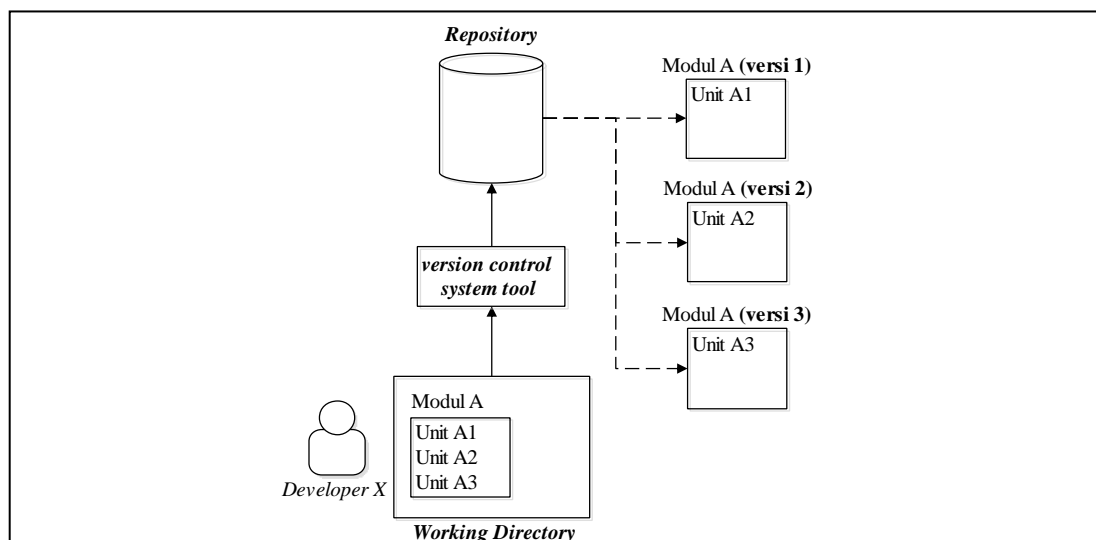 Repository
Modul A (versi 1)
Unit A1
Modul A (versi 2)
Unit A2
version control
system tool
Modul A (versi 3)
Unit A3
Modul A
Unit A1
Unit A2
Unit A3
Developer X
Working Directory